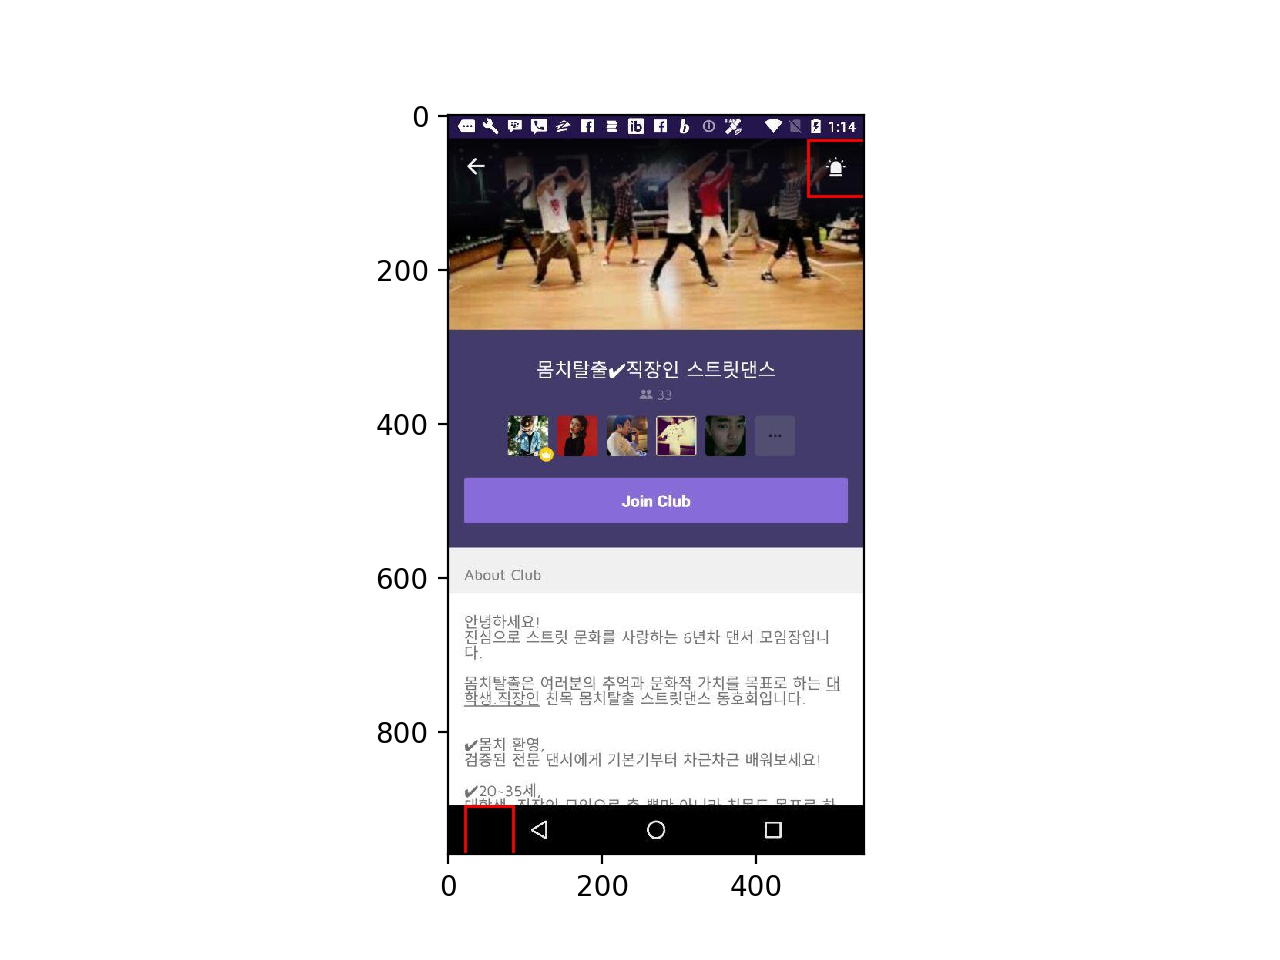 0
200
400
600
800
0
200
400
1:14
몸치탈출✔직장인 스트릿댄스
33
Join Club
About Club
안녕하세요!
진심으로 스트릿 문화를 사랑하는 6년차 댄서 모임장입니
다.
몸치탈출은 여러분의 추억과 문화적 가치를 목표로 하는 대
학생.직장인 친목 몸치탈출 스트릿댄스 동호회입니다.
✔몸치 환영,
검증된 전문 댄서에게 기본기부터 차근차근 배워보세요!
✔20~35세,